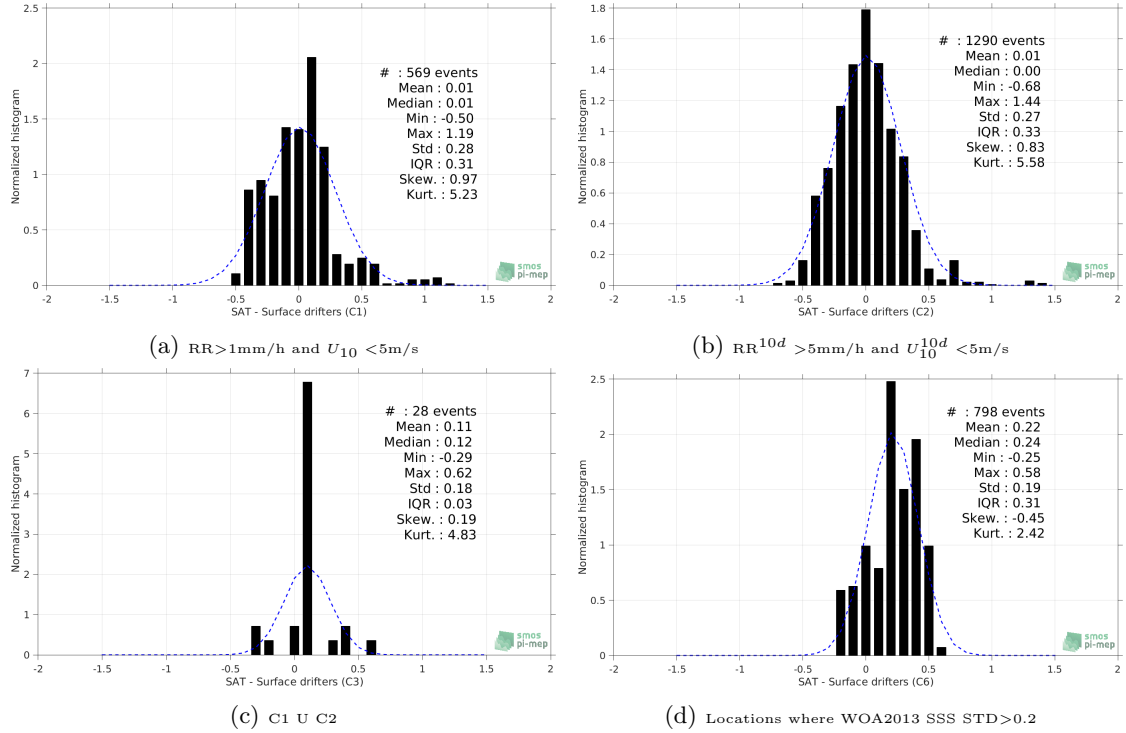 2.5
2
1.5
1
0.5
0
-2
-1.5
-1
-0.5
0
0.5
1
1.5
2
Normalized histogram
SAT - Surface drifters (C1)
# : 569 events
Mean : 0.01
Median : 0.01
Min : -0.50
Max : 1.19
Std : 0.28
IQR : 0.31
Skew. : 0.97
Kurt. : 5.23
smos
pi-mep
(a) RR>1mm/h and U10 <5m/s
1.8
1.6
1.4
1.2
1
0.8
0.6
0.4
0.2
0
-2
-1.5
-1
-0.5
0
0.5
1
1.5
2
Normalized histogram
SAT - Surface drifters (C2)
# : 1290 events
Mean : 0.01
Median : 0.00
Min : -0.68
Max : 1.44
Std : 0.27
IQR : 0.33
Skew. : 0.83
Kurt. : 5.58
smos
pi-mep
(b) RR^10d >5mm/h and U10^10d <5m/s
7
6
5
4
3
2
1
0
-2
-1.5
-1
-0.5
0
0.5
1
1.5
2
Normalized histogram
SAT - Surface drifters (C3)
# : 28 events
Mean : 0.11
Median : 0.12
Min : -0.29
Max : 0.62
Std : 0.18
IQR : 0.03
Skew. : 0.19
Kurt. : 4.83
smos
pi-mep
(c) C1 U C2
2.5
2
1.5
1
0.5
0
-2
-1.5
-1
-0.5
0
0.5
1
1.5
2
Normalized histogram
SAT - Surface drifters (C6)
# : 798 events
Mean : 0.22
Median : 0.24
Min : -0.25
Max : 0.58
Std : 0.19
IQR : 0.31
Skew. : -0.45
Kurt. : 2.42
smos
pi-mep
(d) Locations where WOA2013 SSS STD>0.2